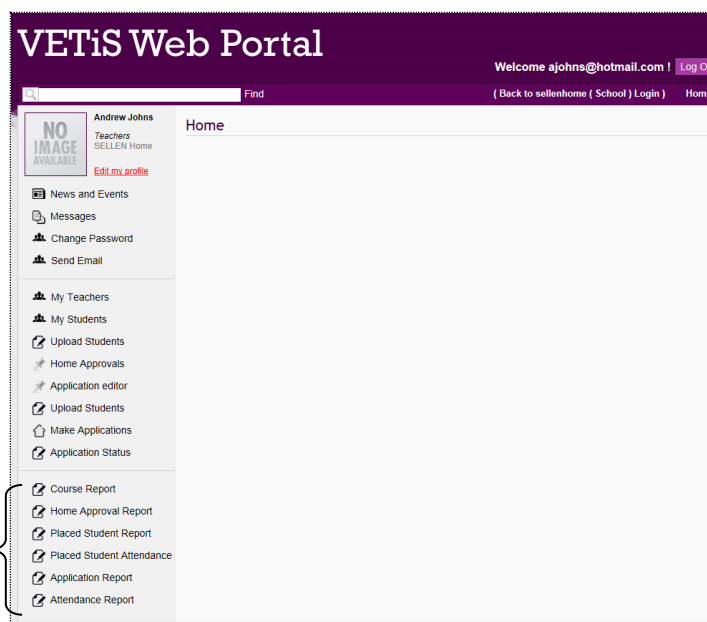 VETiS Web Portal
Welcome ajohns@hotmail.com ! Log O
Find
( Back to sellenhome ( School ) Login ) Hom
NO IMAGE AVAILABLE
Andrew Johns
Teachers
SELLEN Home
Edit my profile
Home
News and Events
Messages
Change Password
Send Email
My Teachers
My Students
Upload Students
Home Approvals
Application editor
Upload Students
Make Applications
Application Status
Course Report
Home Approval Report
Placed Student Report
Placed Student Attendance
Application Report
Attendance Report